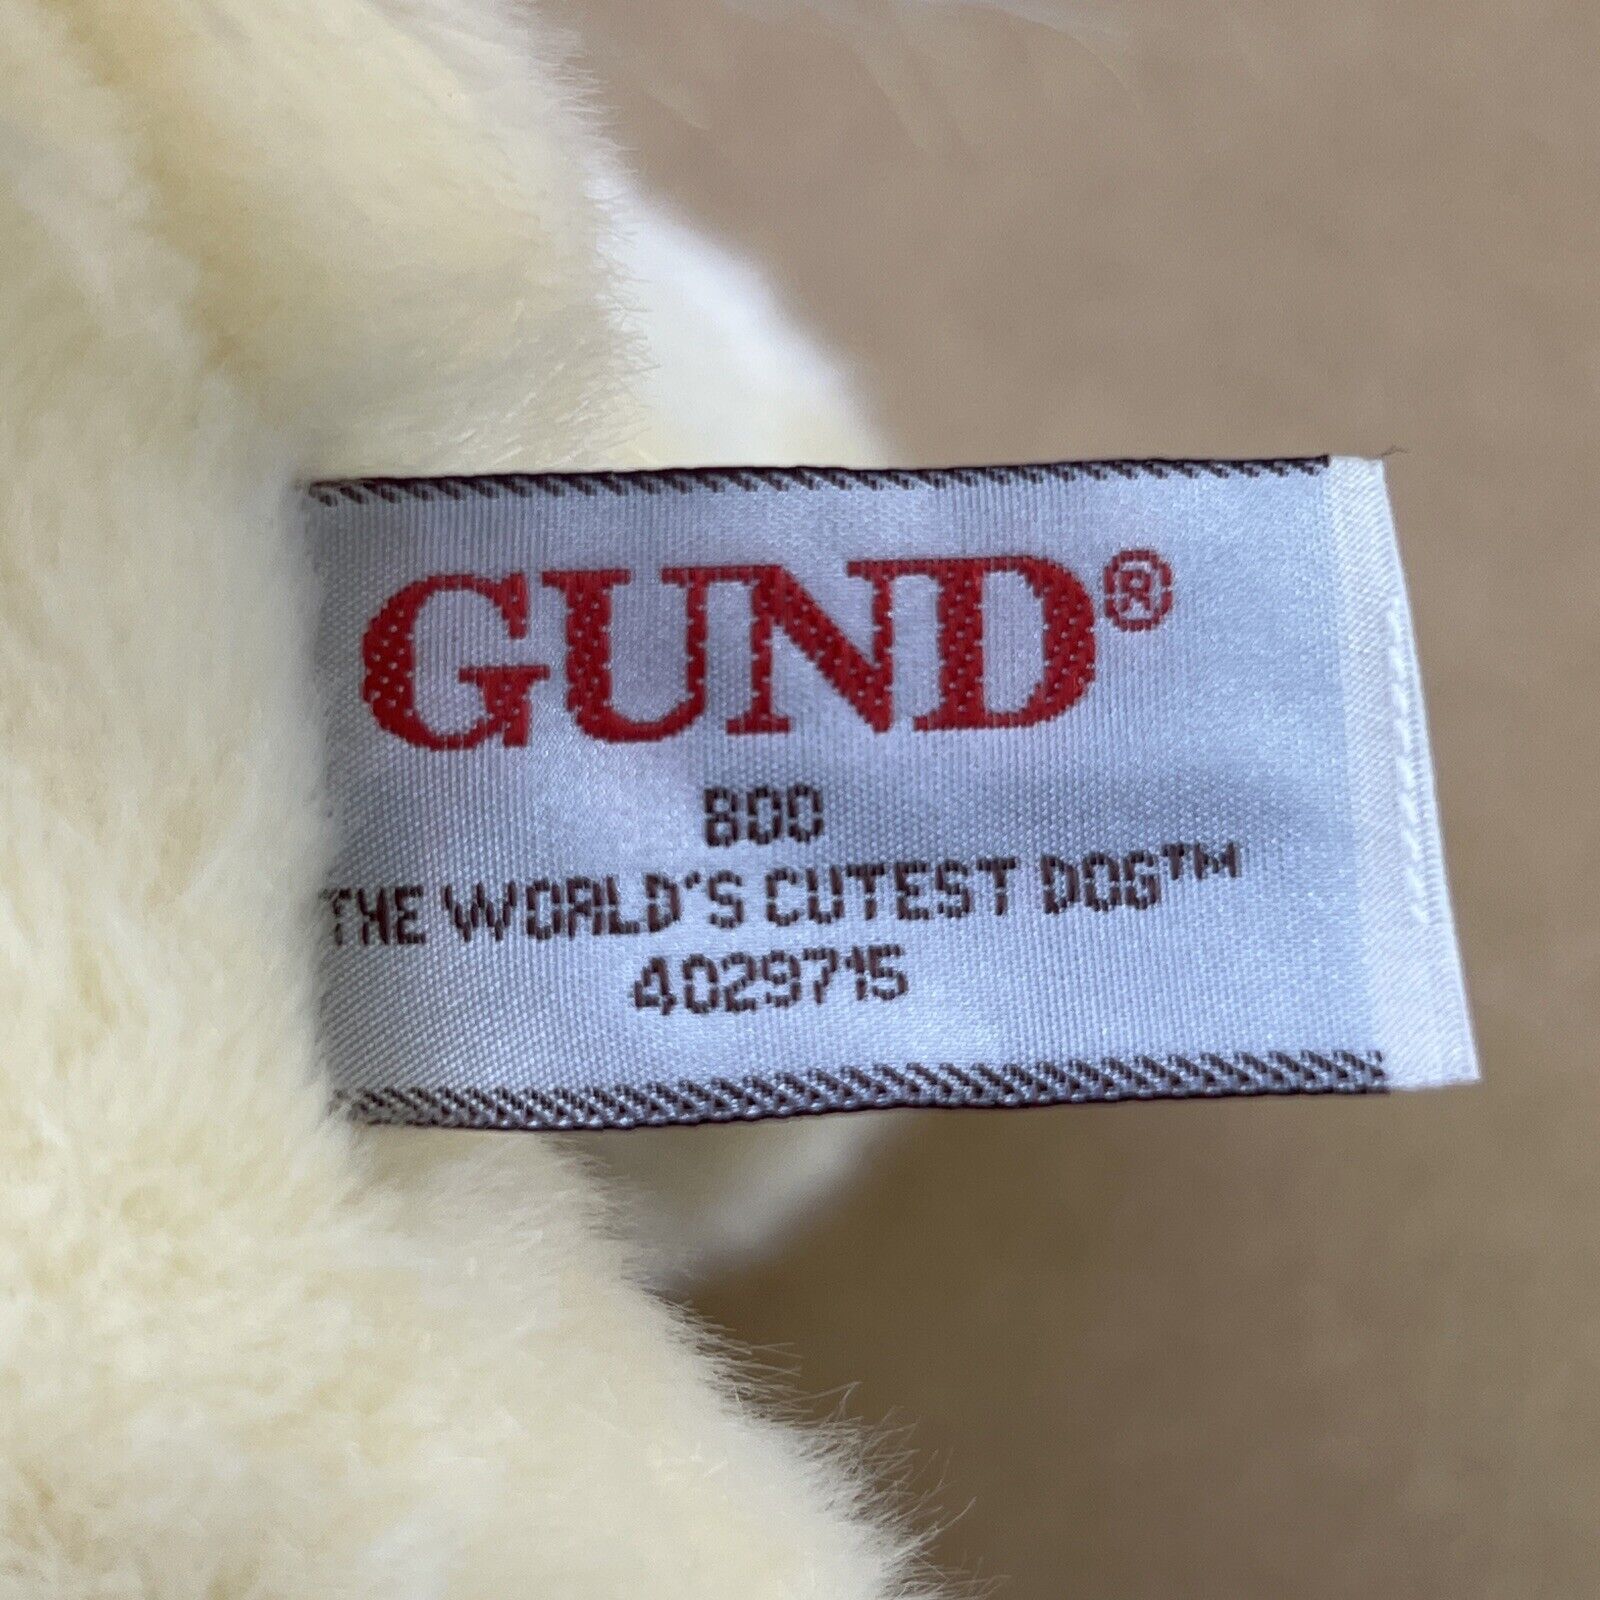 GUND®
BOO
THE WORLD'S CUTEST DOG™
4029715